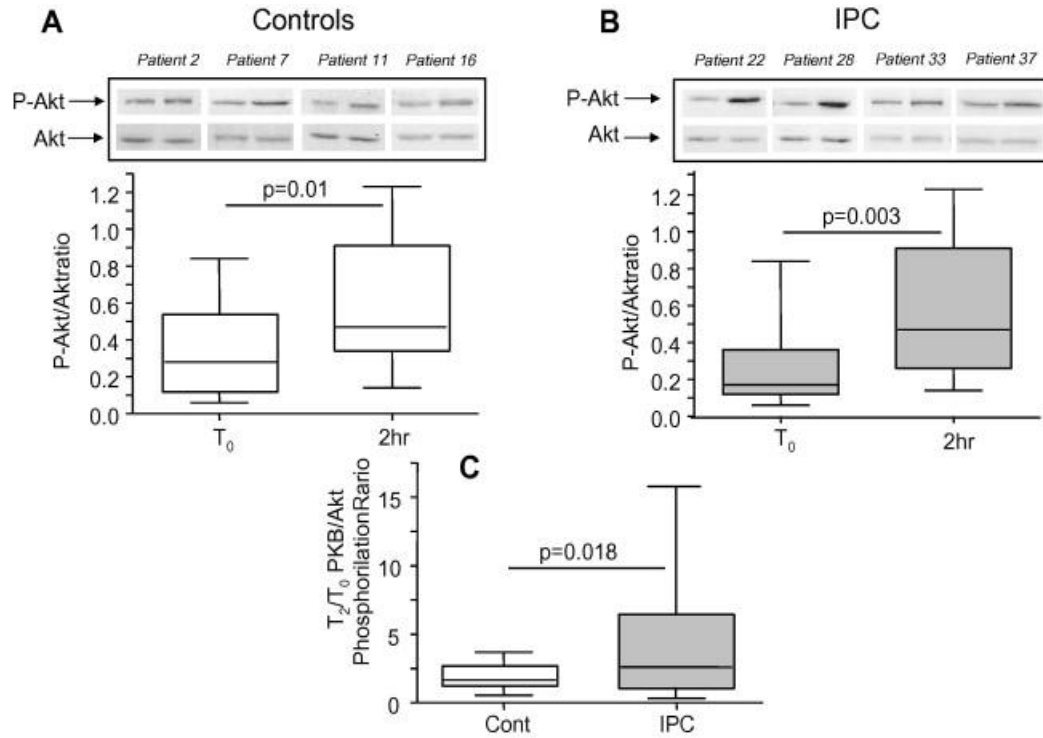 A Controls
Patient 2 Patient 7 Patient 11 Patient 16
P-Akt
Akt
p=0.01
P-Akt/Aktratio
1.2
1.0
0.8
0.6
0.4
0.2
0.0
T₀ 2hr
B IPC
Patient 22 Patient 28 Patient 33 Patient 37
P-Akt
Akt
p=0.003
P-Akt/Aktratio
1.2
1.0
0.8
0.6
0.4
0.2
0.0
T₀ 2hr
C
p=0.018
T₂/T₀ PKB/Akt
PhosphorilationRario
15
10
5
0
Cont IPC